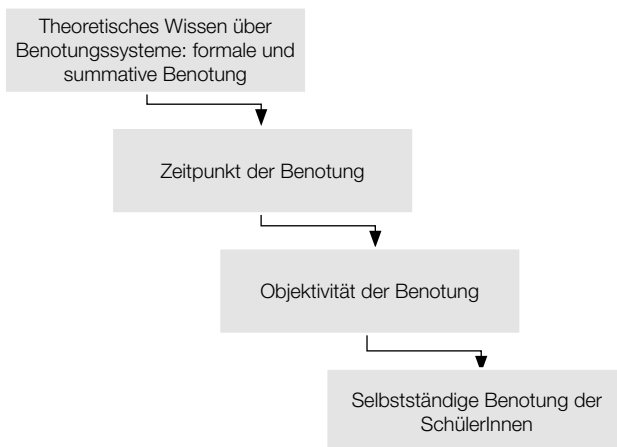 Theoretisches Wissen über
Benotungssysteme: formale und
summative Benotung
Zeitpunkt der Benotung
Objektivität der Benotung
Selbstständige Benotung der
SchülerInnen